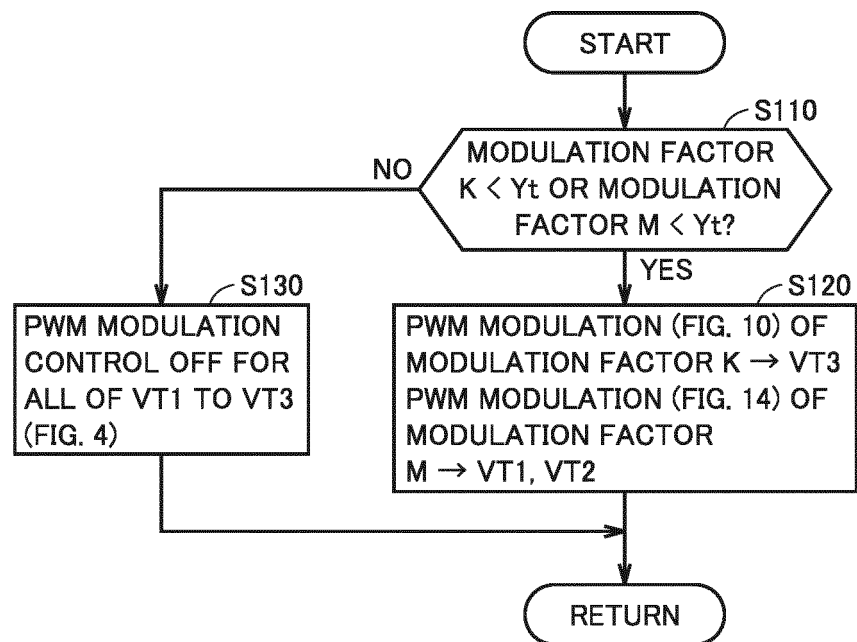 START
S110
MODULATION FACTOR
K < Yt OR MODULATION
FACTOR M < Yt?
NO
YES
S130
PWM MODULATION
CONTROL OFF FOR
ALL OF VT1 TO VT3
(FIG. 4)
S120
PWM MODULATION (FIG. 10) OF
MODULATION FACTOR K → VT3
PWM MODULATION (FIG. 14) OF
MODULATION FACTOR
M → VT1, VT2
RETURN